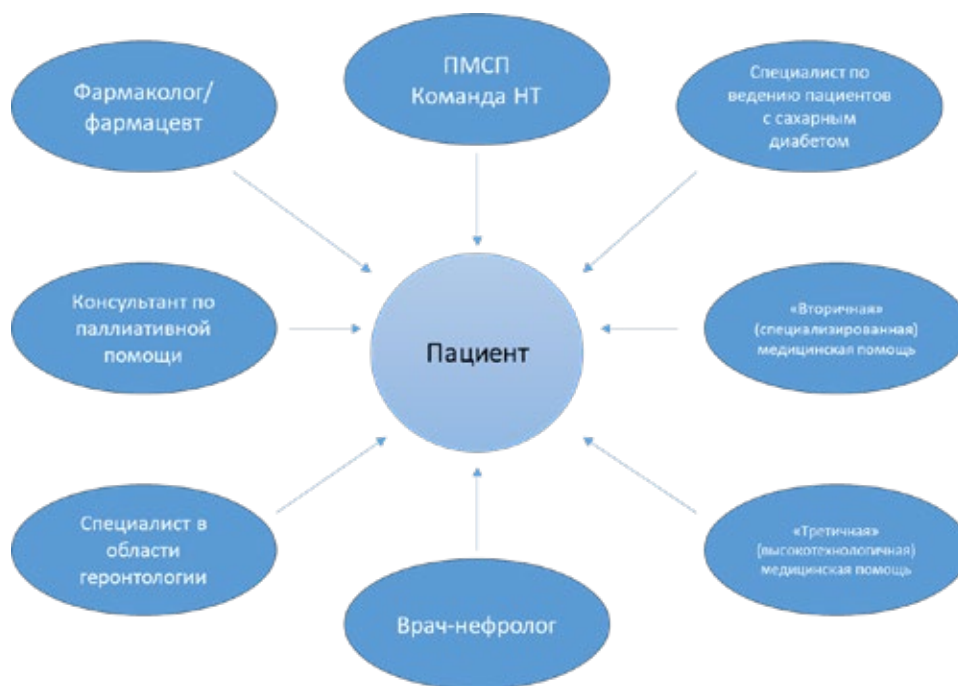 ПМСП
Команда НТ
Фармаколог/
фармацевт
Специалист по
ведению пациентов
с сахарным
диабетом
Консультант по
паллиативной
помощи
Пациент
«Вторичная»
(специализированная)
медицинская помощь
Специалист в
области
геронтологии
Врач-нефролог
«Третичная»
(высокотехнологичная)
медицинская помощь